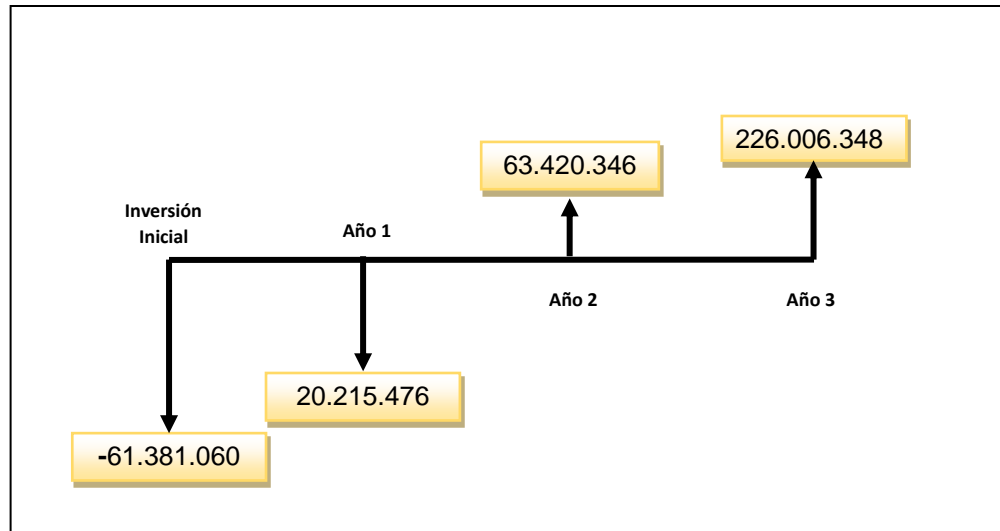 226.006.348
63.420.346
Inversión
Inicial
Año 1
Año 2
Año 3
20.215.476
-61.381.060